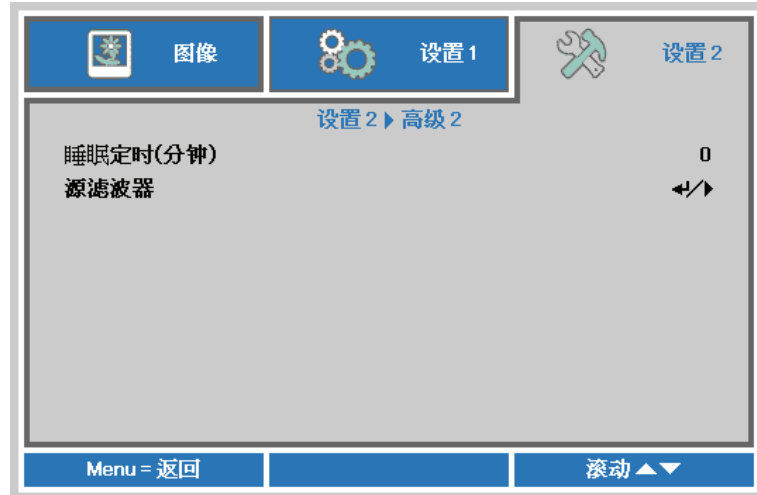 图像
设置 1
设置 2
设置 2 ▶ 高级 2
睡眠定时(分钟) 0
源滤波器 ↵/▶
Menu = 返回
滚动 ▲▼